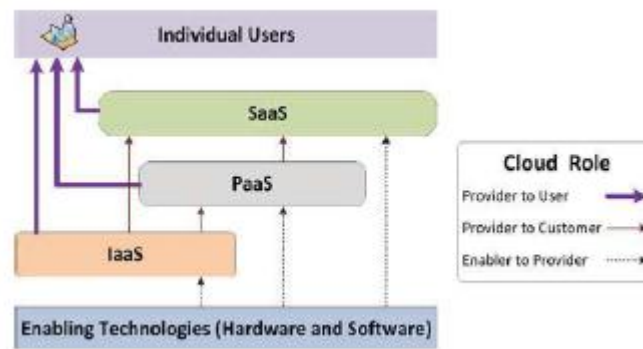 Individual Users
SaaS
PaaS
IaaS
Enabling Technologies (Hardware and Software)
Cloud Role
Provider to User
Provider to Customer
Enabler to Provider